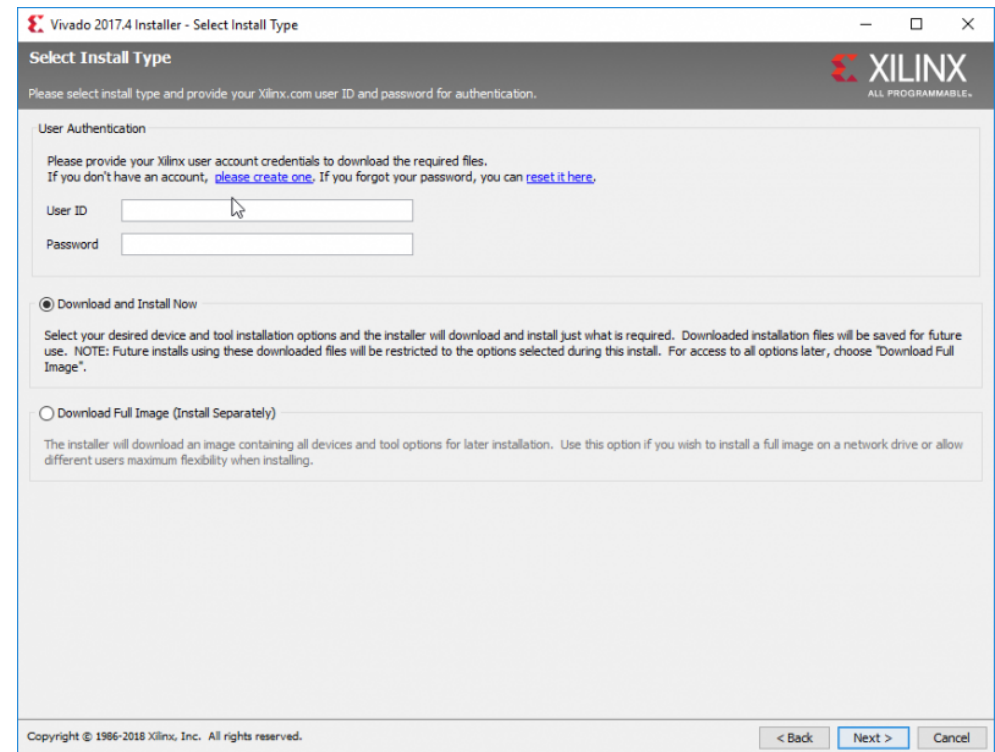 Vivado 2017.4 Installer - Select Install Type
Select Install Type
Please select install type and provide your Xilinx.com user ID and password for authentication.
XILINX
ALL PROGRAMMABLE™
User Authentication
Please provide your Xilinx user account credentials to download the required files.
If you don't have an account, please create one. If you forgot your password, you can reset it here.
User ID
Password
Download and Install Now
Select your desired device and tool installation options and the installer will download and install just what is required. Downloaded installation files will be saved for future
use. NOTE: Future installs using these downloaded files will be restricted to the options selected during this install. For access to all options later, choose "Download Full
Image".
Download Full Image (Install Separately)
The installer will download an image containing all devices and tool options for later installation. Use this option if you wish to install a full image on a network drive or allow
different users maximum flexibility when installing.
Copyright © 1986-2018 Xilinx, Inc. All rights reserved.
< Back
Next >
Cancel